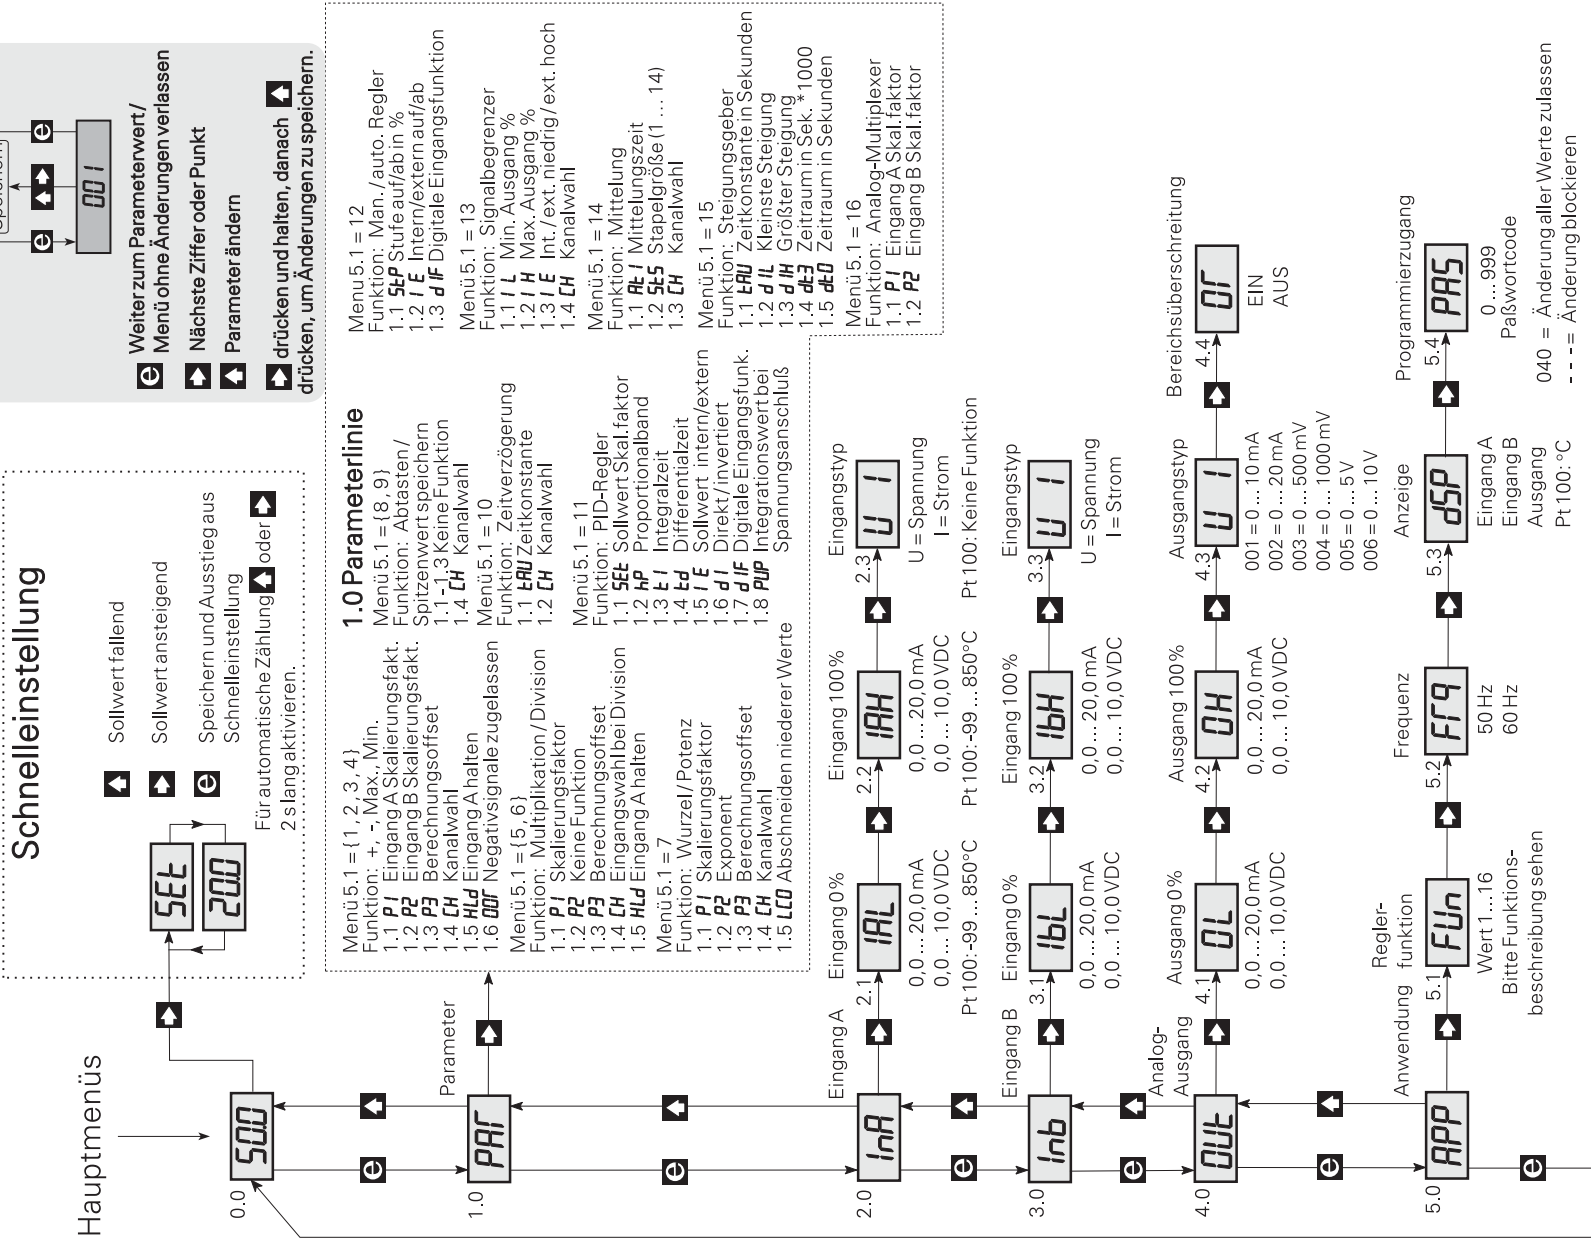 Schnelleinstellung
SEt
20.0
Sollwert fallend
Sollwert ansteigend
e Speichern und Ausstieg aus
Schnelleinstellung
Für automatische Zählung oder
2 s lang aktivieren.
001
e
e
e Weiter zum Parameterwert/
Menü ohne Änderungen verlassen
Nächste Ziffer oder Punkt
Parameter ändern
drücken und halten, danach
drücken, um Änderungen zu speichern.
Hauptmenüs
0.0
50.0
e
1.0
PAr
Parameter
e
1.0 Parameterlinie
Menü 5.1 = {1, 2, 3, 4}
Funktion: +, -, Max., Min.
1.1 P1 Eingang A Skalierungsfakt.
1.2 P2 Eingang B Skalierungsfakt.
1.3 P3 Berechnungsoffset
1.4 CH Kanalwahl
1.5 HLd Eingang A halten
1.6 OOr Negativsignale zugelassen
Menü 5.1 = {5, 6}
Funktion: Multiplikation/Division
1.1 P1 Skalierungsfaktor
1.2 P2 Keine Funktion
1.3 P3 Berechnungsoffset
1.4 CH Eingangswahl bei Division
1.5 HLd Eingang A halten
Menü 5.1 = 7
Funktion: Wurzel/Potenz
1.1 P1 Skalierungsfaktor
1.2 P2 Exponent
1.3 P3 Berechnungsoffset
1.4 CH Kanalwahl
1.5 LCO Abschneiden niederer Werte
Menü 5.1 = {8, 9}
Funktion: Abtasten/
Spitzenwert speichern
1.1-1.3 Keine Funktion
1.4 CH Kanalwahl
Menü 5.1 = 10
Funktion: Zeitverzögerung
1.1 tAU Zeitkonstante
1.2 CH Kanalwahl
Menü 5.1 = 11
Funktion: PID-Regler
1.1 SEt Sollwert Skal.faktor
1.2 hP Proportionalband
1.3 tI Integralzeit
1.4 td Differentialzeit
1.5 I E Sollwert intern/extern
1.6 dI Direkt/invertiert
1.7 dIF Digitale Eingangsfunk.
1.8 PUP Integrationswert bei
Spannungsanschluß
Menu 5.1 = 12
Funktion: Man./auto. Regler
1.1 StP Stufe auf/ab in %
1.2 I E Intern/extern auf/ab
1.3 dIF Digitale Eingangsfunktion
Menü 5.1 = 13
Funktion: Signalbegrenzer
1.1 I L Min. Ausgang %
1.2 I H Max. Ausgang %
1.3 I E Int./ext. niedrig/ext. hoch
1.4 CH Kanalwahl
Menü 5.1 = 14
Funktion: Mittelung
1.1 AtI Mittelungszeit
1.2 StS Stapelgröße (1 ... 14)
1.3 CH Kanalwahl
Menü 5.1 = 15
Funktion: Steigungsgeber
1.1 tAU Zeitkonstante in Sekunden
1.2 dIL Kleinste Steigung
1.3 dIH Größter Steigung
1.4 dt3 Zeitraum in Sek. *1000
1.5 dtO Zeitraum in Sekunden
Menü 5.1 = 16
Funktion: Analog-Multiplexer
1.1 P1 Eingang A Skal.faktor
1.2 P2 Eingang B Skal.faktor
2.0
InA
Eingang A
e
2.1
Eingang 0%
IAL
0,0 ... 20,0 mA
0,0 ... 10,0 VDC
Pt 100: -99 ... 850°C
2.2
Eingang 100%
IAH
0,0 ... 20,0 mA
0,0 ... 10,0 VDC
Pt 100: -99 ... 850°C
2.3
Eingangstyp
U I
U = Spannung
I = Strom
Pt 100: Keine Funktion
3.0
Inb
Eingang B
e
3.1
Eingang 0%
IbL
0,0 ... 20,0 mA
0,0 ... 10,0 VDC
3.2
Eingang 100%
IbH
0,0 ... 20,0 mA
0,0 ... 10,0 VDC
3.3
Eingangstyp
U I
U = Spannung
I = Strom
4.0
OUt
Analog-
Ausgang
e
4.1
Ausgang 0%
OL
0,0 ... 20,0 mA
0,0 ... 10,0 VDC
4.2
Ausgang 100%
OH
0,0 ... 20,0 mA
0,0 ... 10,0 VDC
4.3
Ausgangstyp
U I
001 = 0 ... 10 mA
002 = 0 ... 20 mA
003 = 0 ... 500 mV
004 = 0 ... 1000 mV
005 = 0 ... 5 V
006 = 0 ... 10 V
4.4
Bereichsüberschreitung
Or
EIN
AUS
5.0
APP
Anwendung
e
5.1
Regler-
funktion
FUn
Wert 1...16
Bitte Funktions-
beschreibung sehen
5.2
Frequenz
Frq
50 Hz
60 Hz
5.3
Anzeige
dSP
Eingang A
Eingang B
Ausgang
Pt 100: °C
5.4
Programmierzugang
PAS
0 ... 999
Paßwortcode
040 = Änderung aller Werte zulassen
- - - = Änderung blockieren